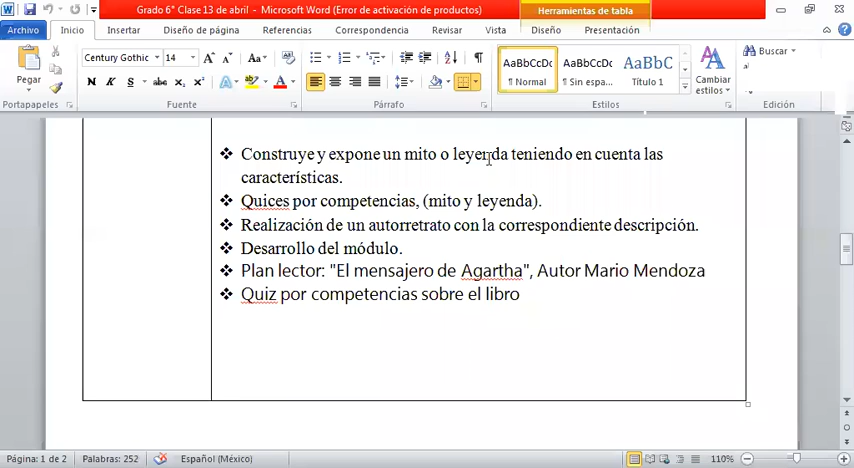 Grado 6° Clase 13 de abril - Microsoft Word (Error de activación de productos)
Herramientas de tabla
Archivo Inicio Insertar Diseño de página Referencias Correspondencia Revisar Vista Diseño Presentación
Century Gothic 14
Buscar
AaBbCcDc AaBbCcDc AaBbC
Pegar
N K S abc x₂ x²
¶ Normal ¶ Sin espa... Título 1
Cambiar estilos
Portapapeles Fuente Párrafo Estilos Edición
❖ Construye y expone un mito o leyenda teniendo en cuenta las
características.
❖ Quices por competencias, (mito y leyenda).
❖ Realización de un autorretrato con la correspondiente descripción.
❖ Desarrollo del módulo.
❖ Plan lector: "El mensajero de Agartha", Autor Mario Mendoza
❖ Quiz por competencias sobre el libro
Página: 1 de 2 Palabras: 252 Español (México) 110%